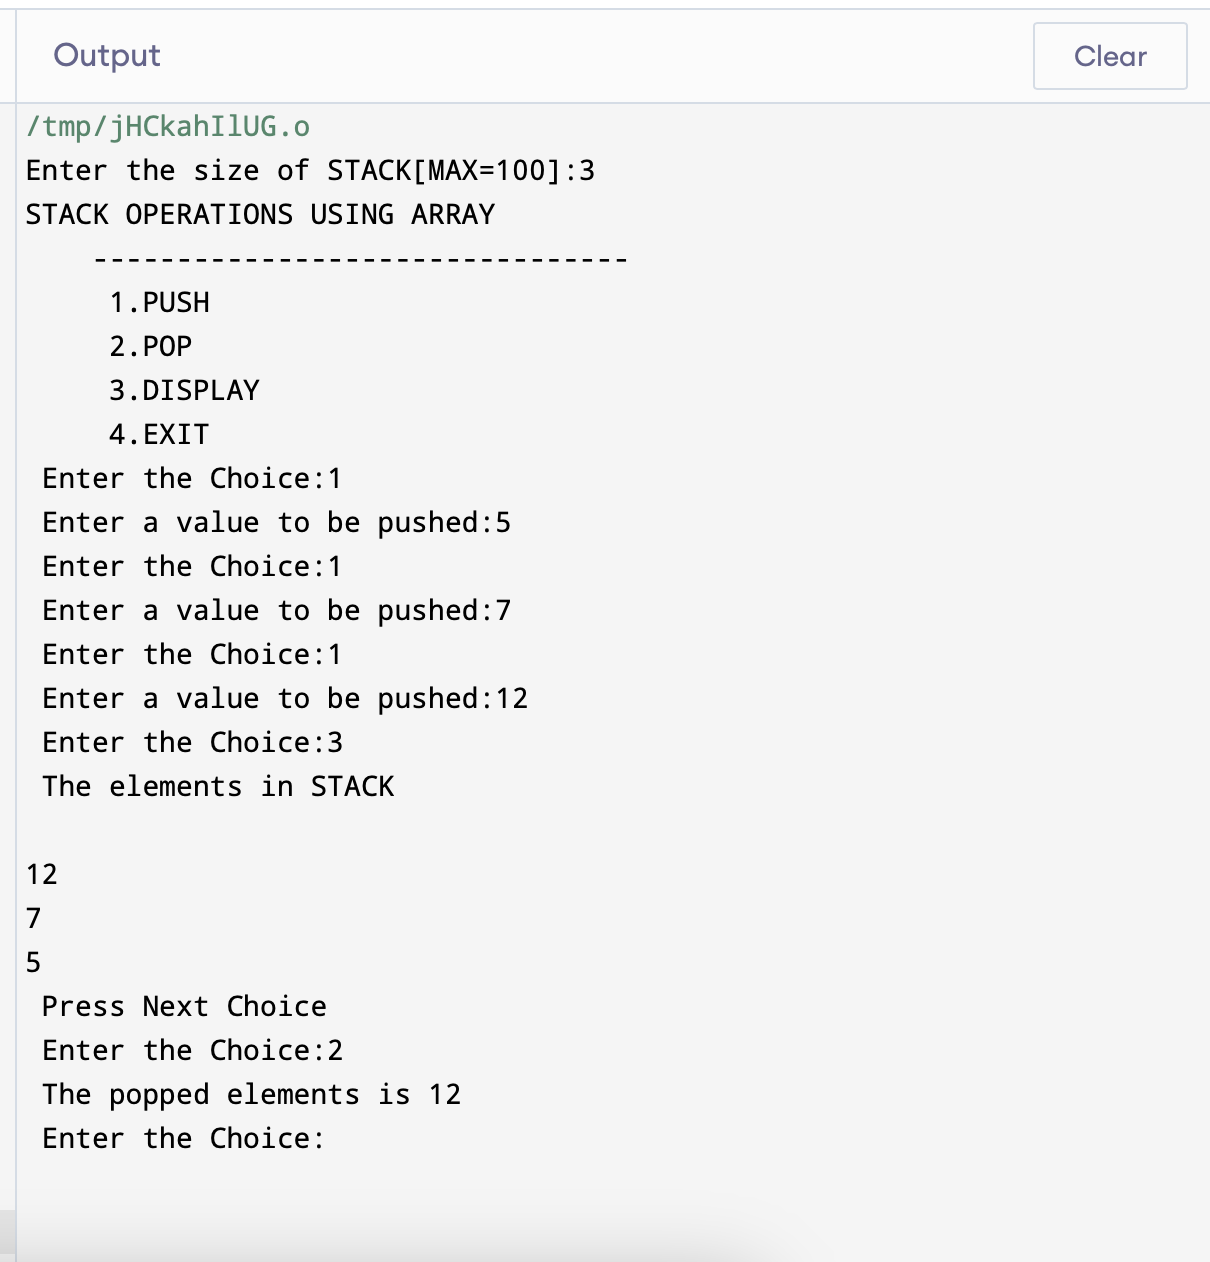 Output
Clear
/tmp/jHCkahIlUG.o
Enter the size of STACK[MAX=100]:3
STACK OPERATIONS USING ARRAY
--------------------------------
1.PUSH
2.POP
3.DISPLAY
4.EXIT
Enter the Choice:1
Enter a value to be pushed:5
Enter the Choice:1
Enter a value to be pushed:7
Enter the Choice:1
Enter a value to be pushed:12
Enter the Choice:3
The elements in STACK
12
7
5
Press Next Choice
Enter the Choice:2
The popped elements is 12
Enter the Choice: